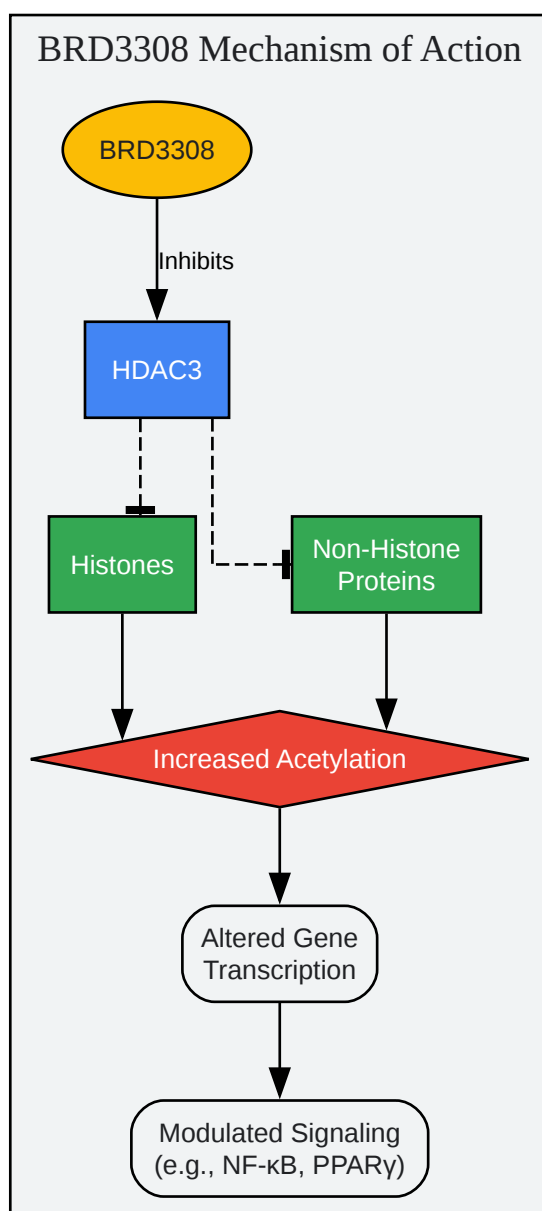 BRD3308 Mechanism of Action
BRD3308
Inhibits
HDAC3
Histones
Non-Histone
Proteins
Increased Acetylation
Altered Gene
Transcription
Modulated Signaling
(e.g., NF-κB, PPARγ)